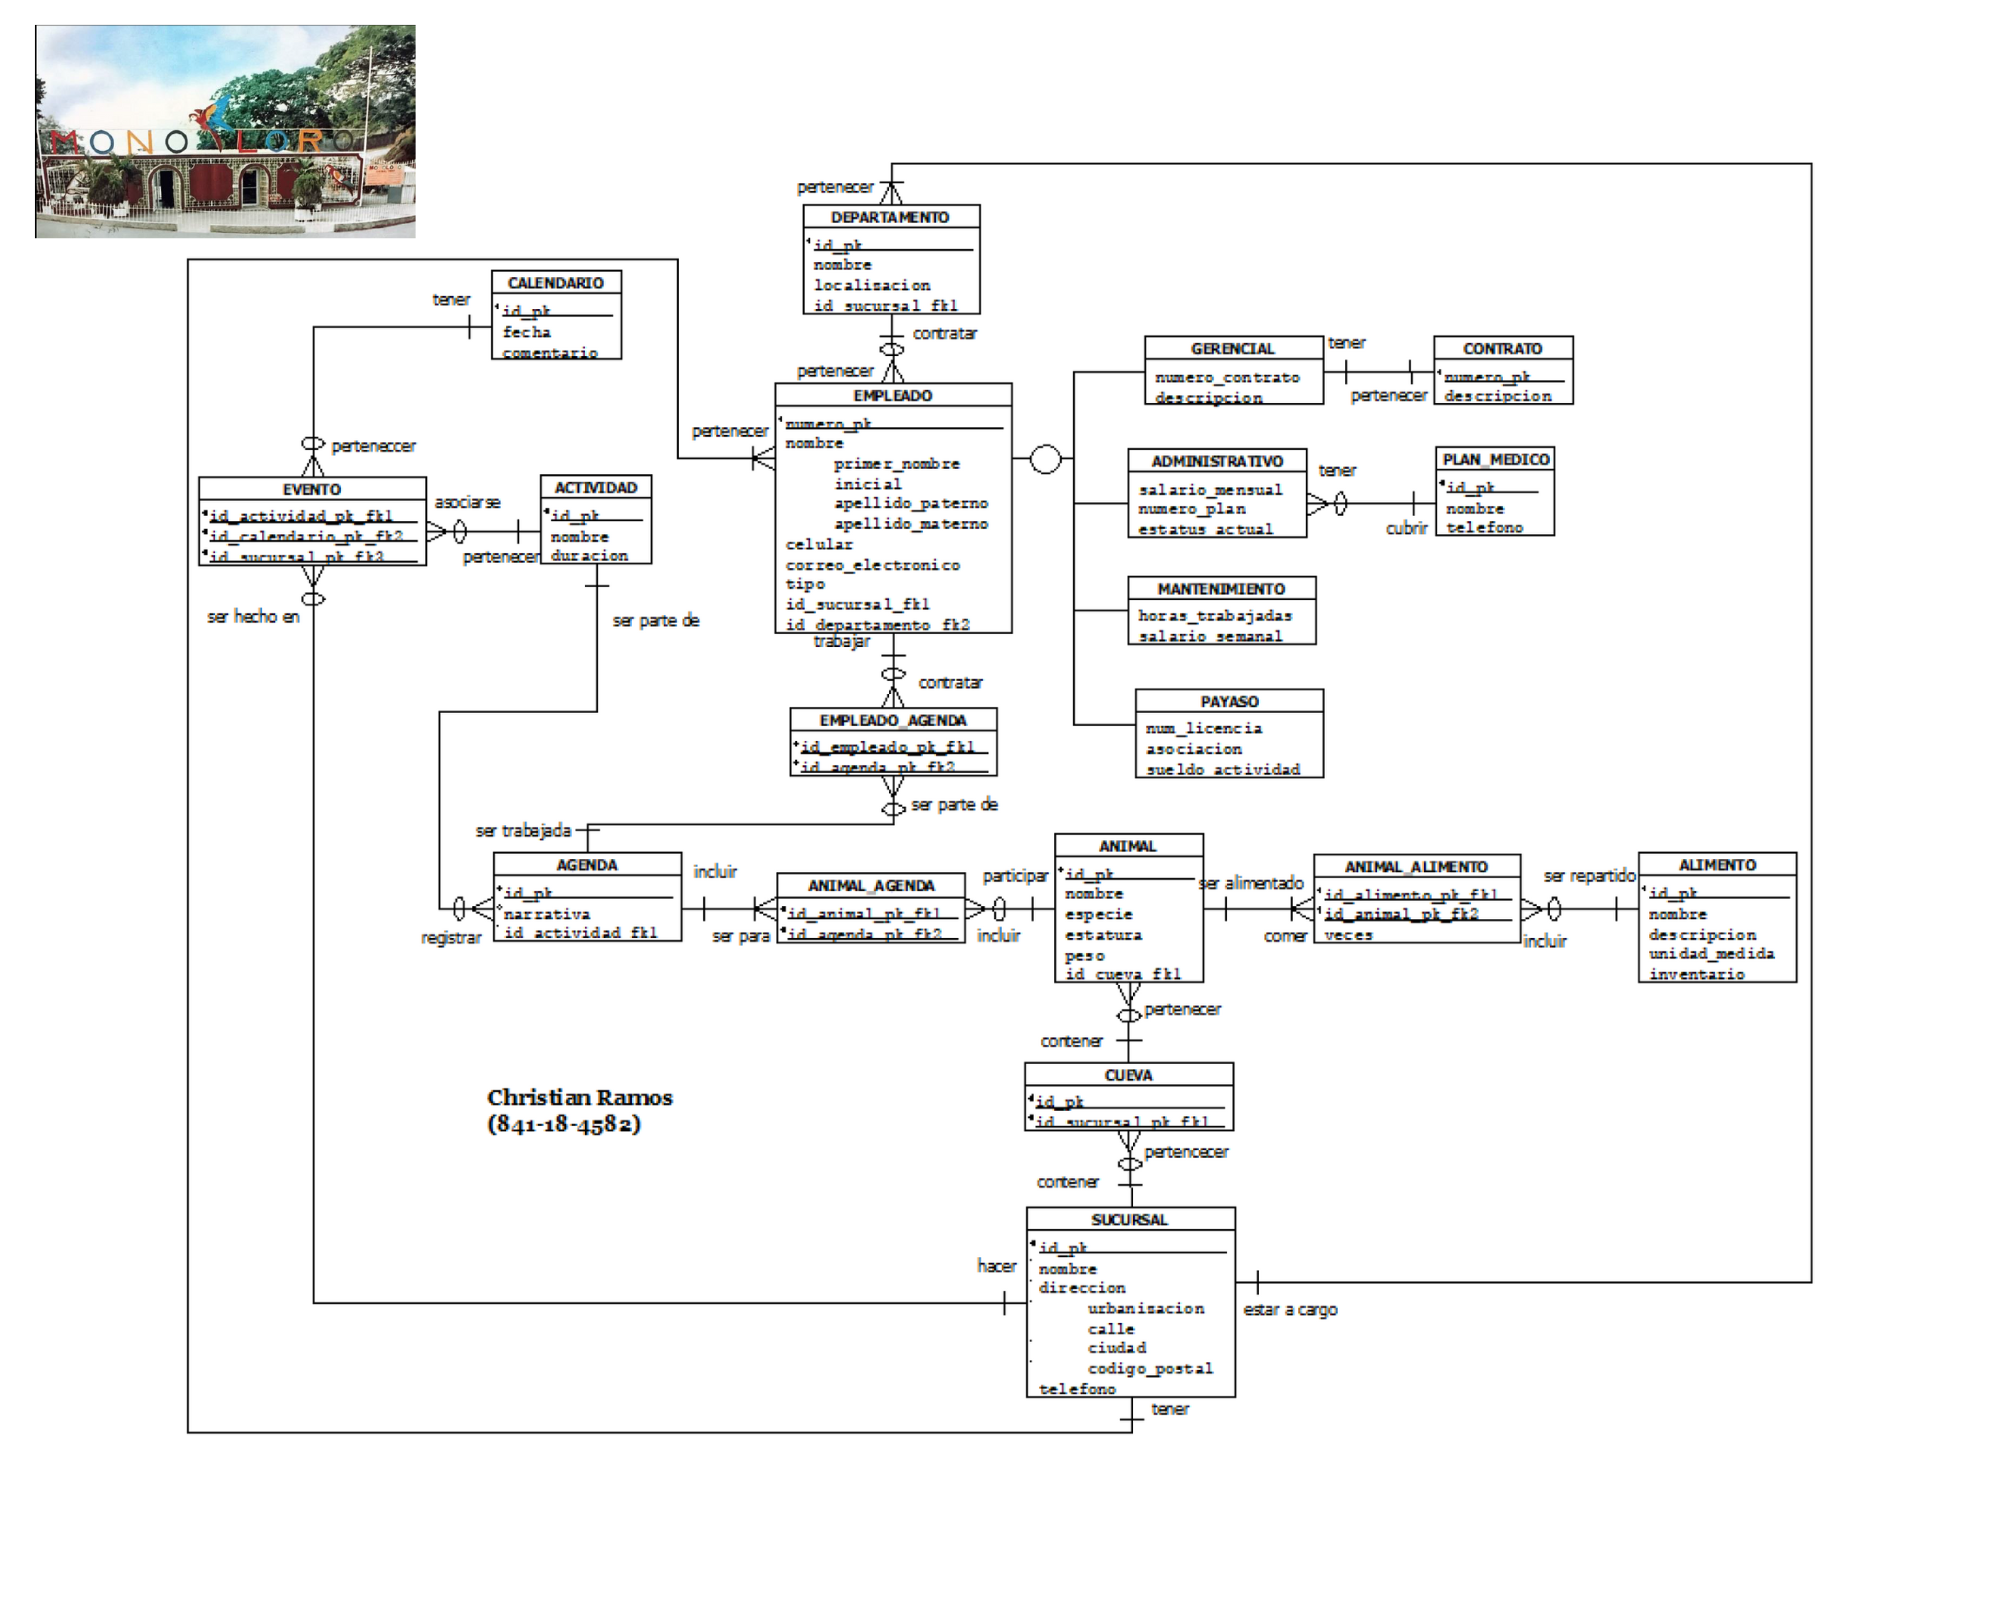 MONO LORO
pertenecer
DEPARTAMENTO
id_pk
nombre
localisacion
id_sucursal_fk1
contratar
pertenecer
CALENDARIO
id_pk
fecha
comentario
tener
perteneccer
EVENTO
id_actividad_pk_fk1
id_calendario_pk_fk2
id_sucursal_pk_fk3
asociarse
pertenecer
ser hecho en
ACTIVIDAD
id_pk
nombre
duracion
ser parte de
pertenecer
EMPLEADO
numero_pk
nombre
primer_nombre
inicial
apellido_paterno
apellido_materno
celular
correo_electronico
tipo
id_sucursal_fk1
id_departamento_fk2
trabajar
contratar
GERENCIAL
numero_contrato
descripcion
tener
pertenecer
CONTRATO
numero_pk
descripcion
ADMINISTRATIVO
salario_mensual
numero_plan
estatus_actual
tener
cubrir
PLAN_MEDICO
id_pk
nombre
telefono
MANTENIMIENTO
horas_trabajadas
salario_semanal
PAYASO
num_licencia
asociacion
sueldo_actividad
EMPLEADO_AGENDA
id_empleado_pk_fk1
id_agenda_pk_fk2
ser parte de
ser trabajada
AGENDA
id_pk
narrativa
id_actividad_fk1
registrar
incluir
ser para
ANIMAL_AGENDA
id_animal_pk_fk1
id_agenda_pk_fk2
participar
incluir
ANIMAL
id_pk
nombre
especie
estatura
peso
id_cueva_fk1
ser alimentado
comer
ANIMAL_ALIMENTO
id_alimento_pk_fk1
id_animal_pk_fk2
veces
ser repartido
incluir
ALIMENTO
id_pk
nombre
descripcion
unidad_medida
inventario
pertenecer
contener
CUEVA
id_pk
id_sucursal_pk_fk1
Christian Ramos
(841-18-4582)
pertencecer
contener
SUCURSAL
id_pk
nombre
direccion
urbanisacion
calle
ciudad
codigo_postal
telefono
hacer
estar a cargo
tener